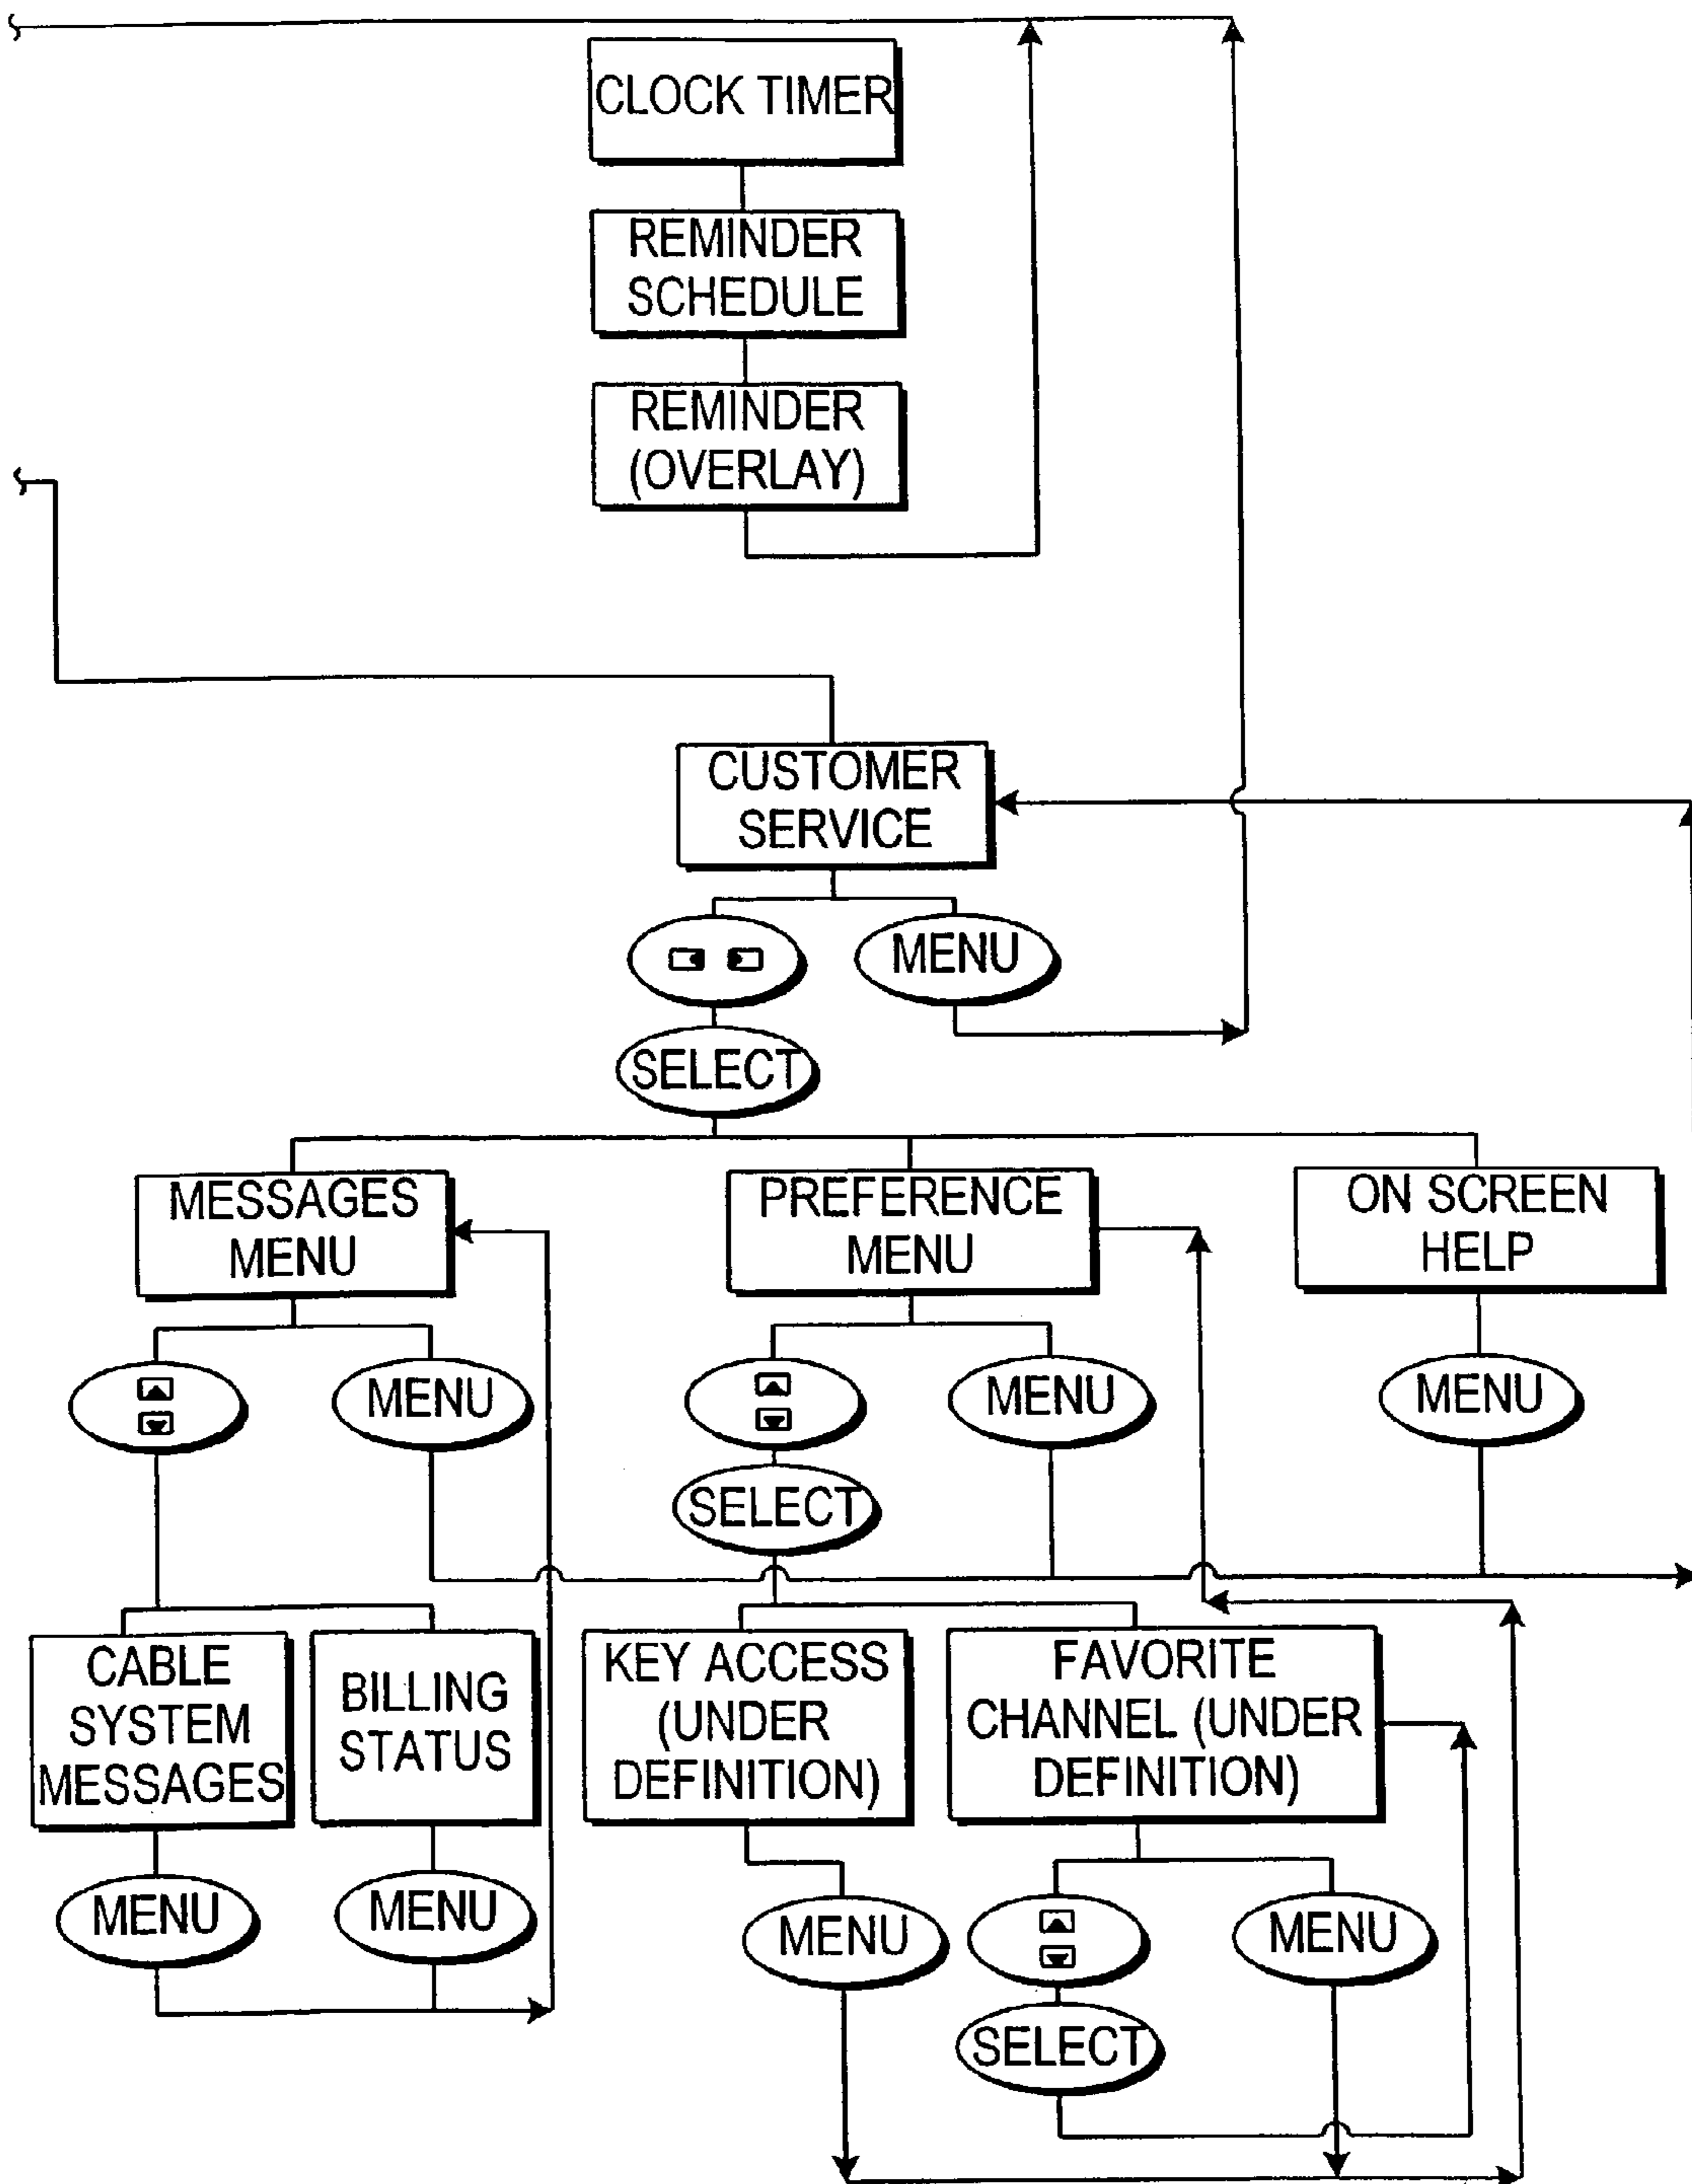 CLOCK TIMER
REMINDER
SCHEDULE
REMINDER
(OVERLAY)
CUSTOMER
SERVICE
MENU
SELECT
MESSAGES
MENU
PREFERENCE
MENU
ON SCREEN
HELP
MENU
MENU
MENU
SELECT
CABLE
SYSTEM
MESSAGES
BILLING
STATUS
KEY ACCESS
(UNDER
DEFINITION)
FAVORITE
CHANNEL (UNDER
DEFINITION)
MENU
MENU
MENU
MENU
SELECT